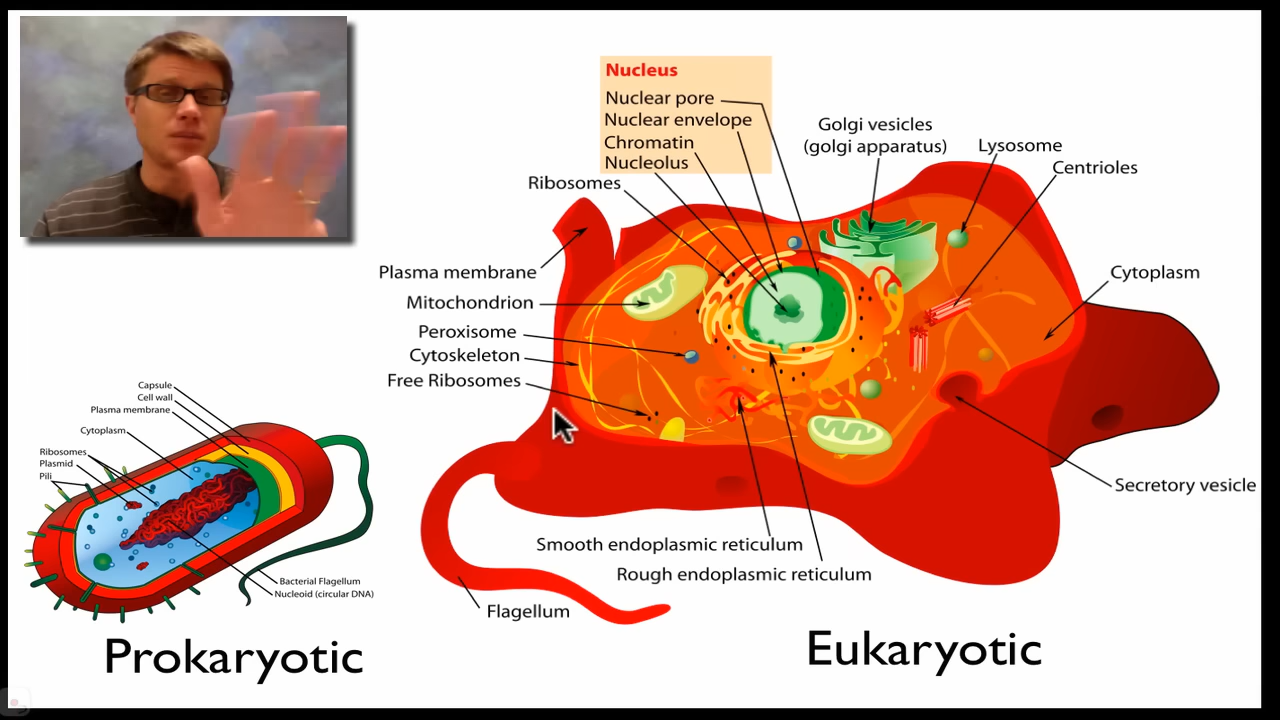 Nucleus
Nuclear pore
Nuclear envelope
Chromatin
Nucleolus
Golgi vesicles
(golgi apparatus)
Lysosome
Centrioles
Ribosomes
Plasma membrane
Mitochondrion
Peroxisome
Cytoskeleton
Free Ribosomes
Cytoplasm
Secretory vesicle
Smooth endoplasmic reticulum
Rough endoplasmic reticulum
Flagellum
Eukaryotic
Capsule
Cell wall
Plasma membrane
Cytoplasm
Ribosomes
Plasmid
Pili
Bacterial Flagellum
Nucleoid (circular DNA)
Prokaryotic